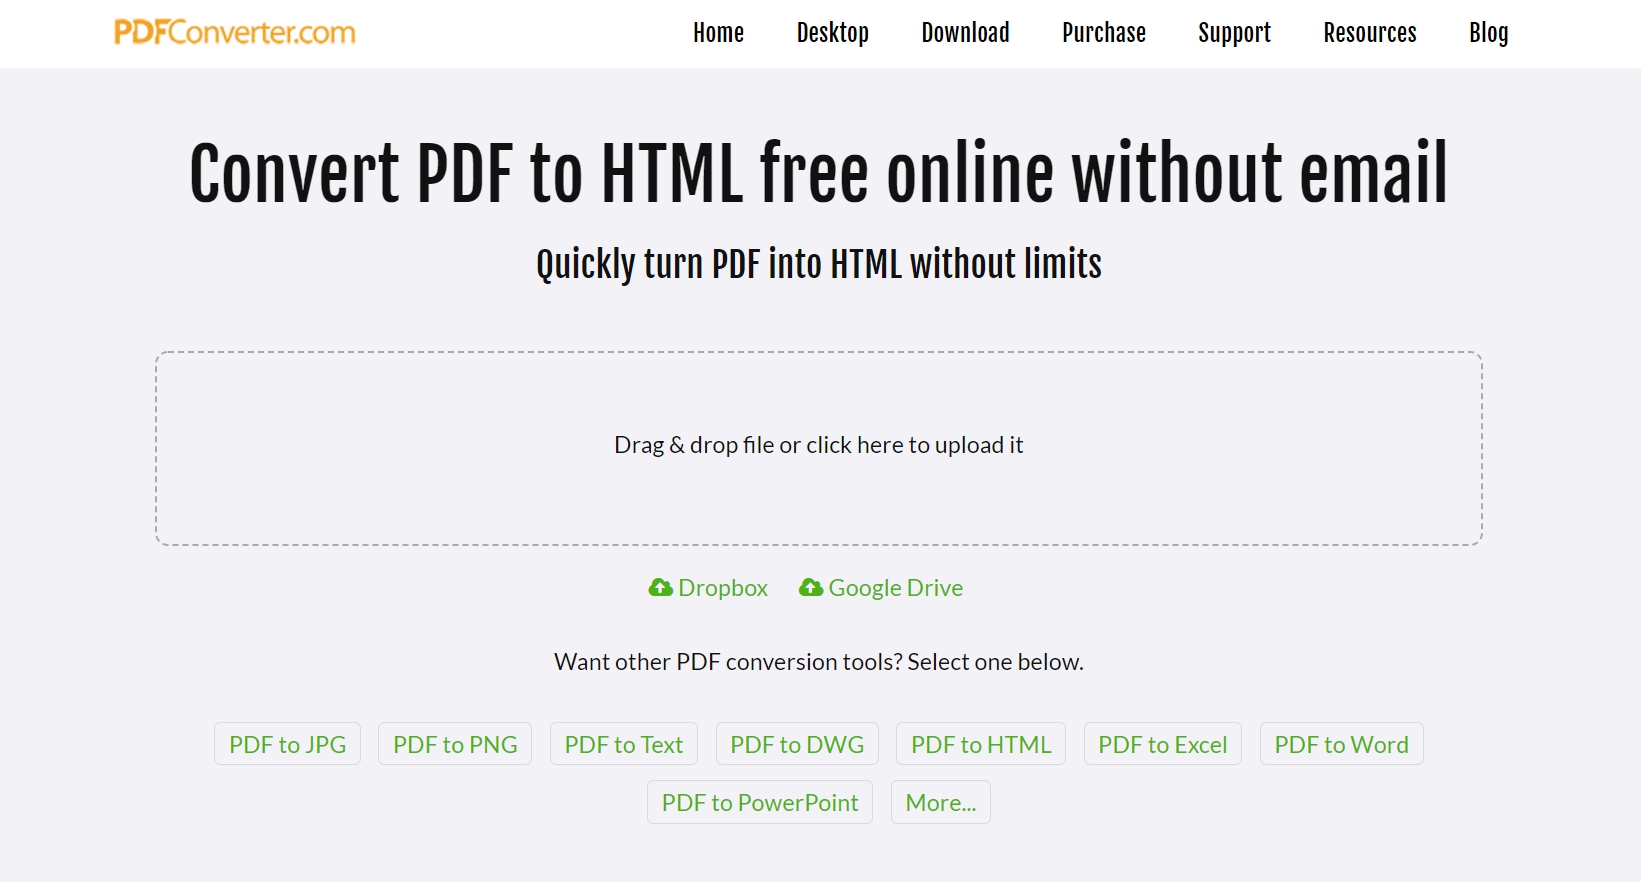 PDFConverter.com
Home Desktop Download Purchase Support Resources Blog
Convert PDF to HTML free online without email
Quickly turn PDF into HTML without limits
Drag & drop file or click here to upload it
Dropbox Google Drive
Want other PDF conversion tools? Select one below.
PDF to JPG PDF to PNG PDF to Text PDF to DWG PDF to HTML PDF to Excel PDF to Word
PDF to PowerPoint More...